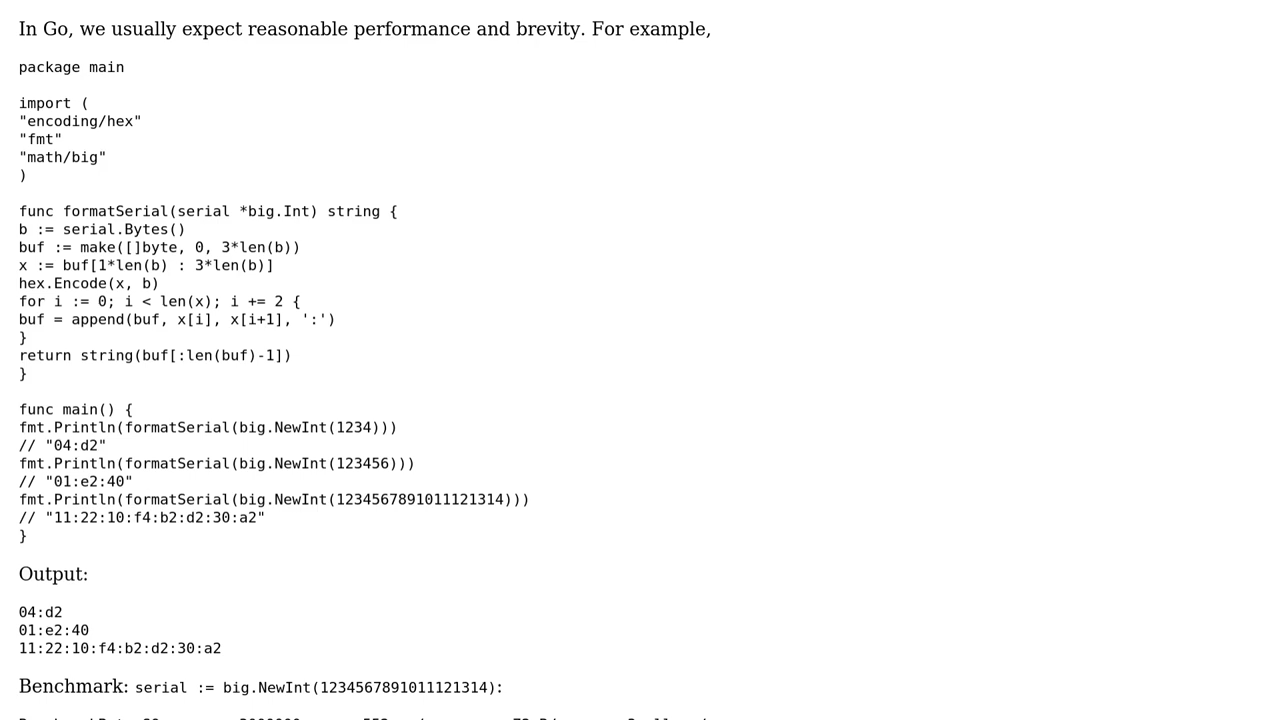 In Go, we usually expect reasonable performance and brevity. For example,
package main
import (
"encoding/hex"
"fmt"
"math/big"
)
func formatSerial(serial *big.Int) string {
b := serial.Bytes()
buf := make([]byte, 0, 3*len(b))
x := buf[1*len(b) : 3*len(b)]
hex.Encode(x, b)
for i := 0; i < len(x); i += 2 {
buf = append(buf, x[i], x[i+1], ':')
}
return string(buf[:len(buf)-1])
}
func main() {
fmt.Println(formatSerial(big.NewInt(1234)))
// "04:d2"
fmt.Println(formatSerial(big.NewInt(123456)))
// "01:e2:40"
fmt.Println(formatSerial(big.NewInt(1234567891011121314)))
// "11:22:10:f4:b2:d2:30:a2"
}
Output:
04:d2
01:e2:40
11:22:10:f4:b2:d2:30:a2
Benchmark: serial := big.NewInt(1234567891011121314):